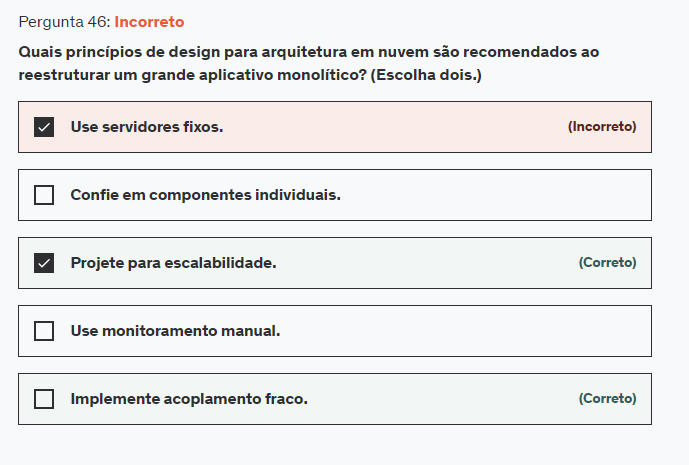 Pergunta 46: Incorreto
Quais princípios de design para arquitetura em nuvem são recomendados ao
reestruturar um grande aplicativo monolítico? (Escolha dois.)
Use servidores fixos. (Incorreto)
Confie em componentes individuais.
Projete para escalabilidade. (Correto)
Use monitoramento manual.
Implemente acoplamento fraco. (Correto)